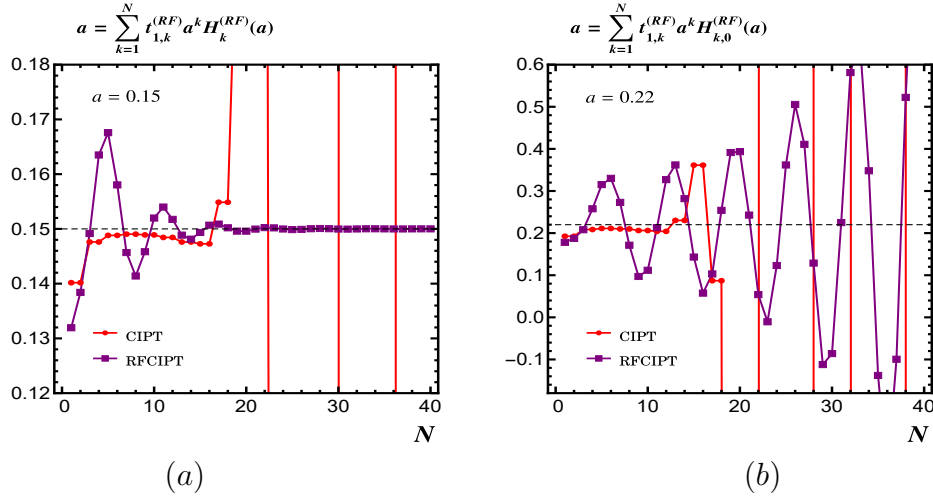 a = \sum_{k=1}^{N} t_{1,k}^{(RF)} a^k H_k^{(RF)}(a)
0.18
0.17
0.16
0.15
0.14
0.13
0.12
a = 0.15
CIPT
RFCIPT
0 10 20 30 40
N
(a)
a = \sum_{k=1}^{N} t_{1,k}^{(RF)} a^k H_{k,0}^{(RF)}(a)
0.6
0.5
0.4
0.3
0.2
0.1
0.0
−0.1
a = 0.22
CIPT
RFCIPT
0 10 20 30 40
N
(b)